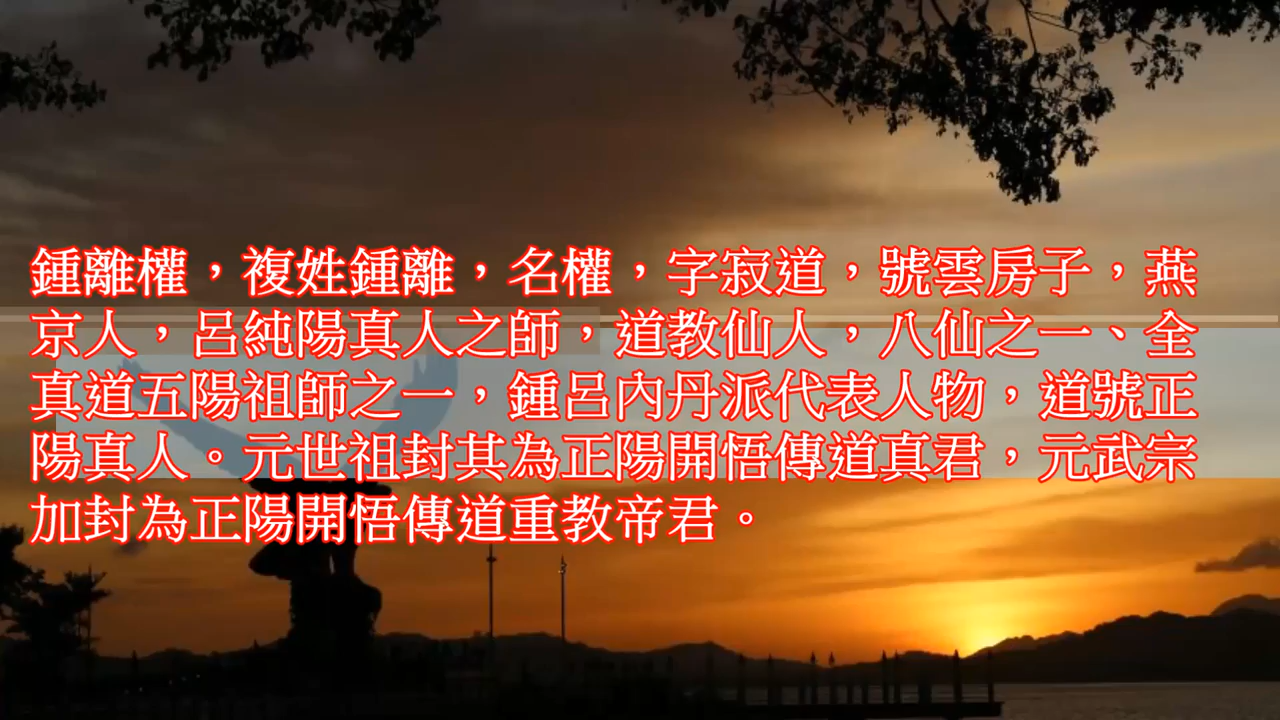 鍾離權，複姓鍾離，名權，字寂道，號雲房子，燕
京人，呂純陽真人之師，道教仙人，八仙之一、全
真道五陽祖師之一，鍾呂內丹派代表人物，道號正
陽真人。元世祖封其為正陽開悟傳道真君，元武宗
加封為正陽開悟傳道重教帝君。